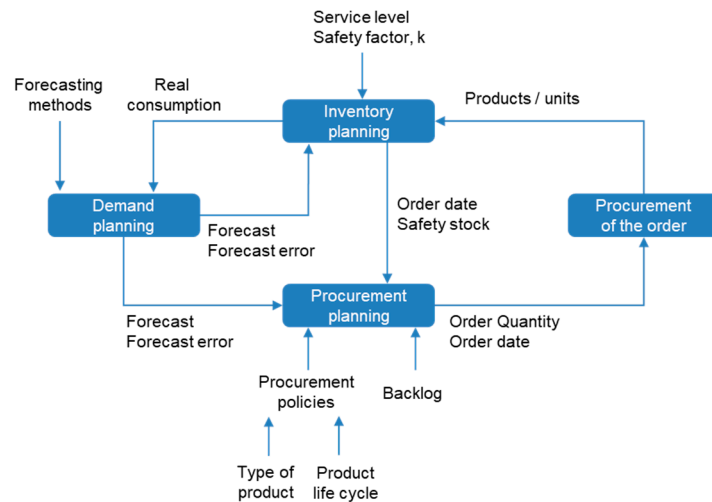 Service level
Safety factor, k
Forecasting
methods
Real
consumption
Inventory
planning
Products / units
Demand
planning
Forecast
Forecast error
Order date
Safety stock
Procurement
of the order
Forecast
Forecast error
Procurement
planning
Order Quantity
Order date
Procurement
policies
Backlog
Type of
product
Product
life cycle